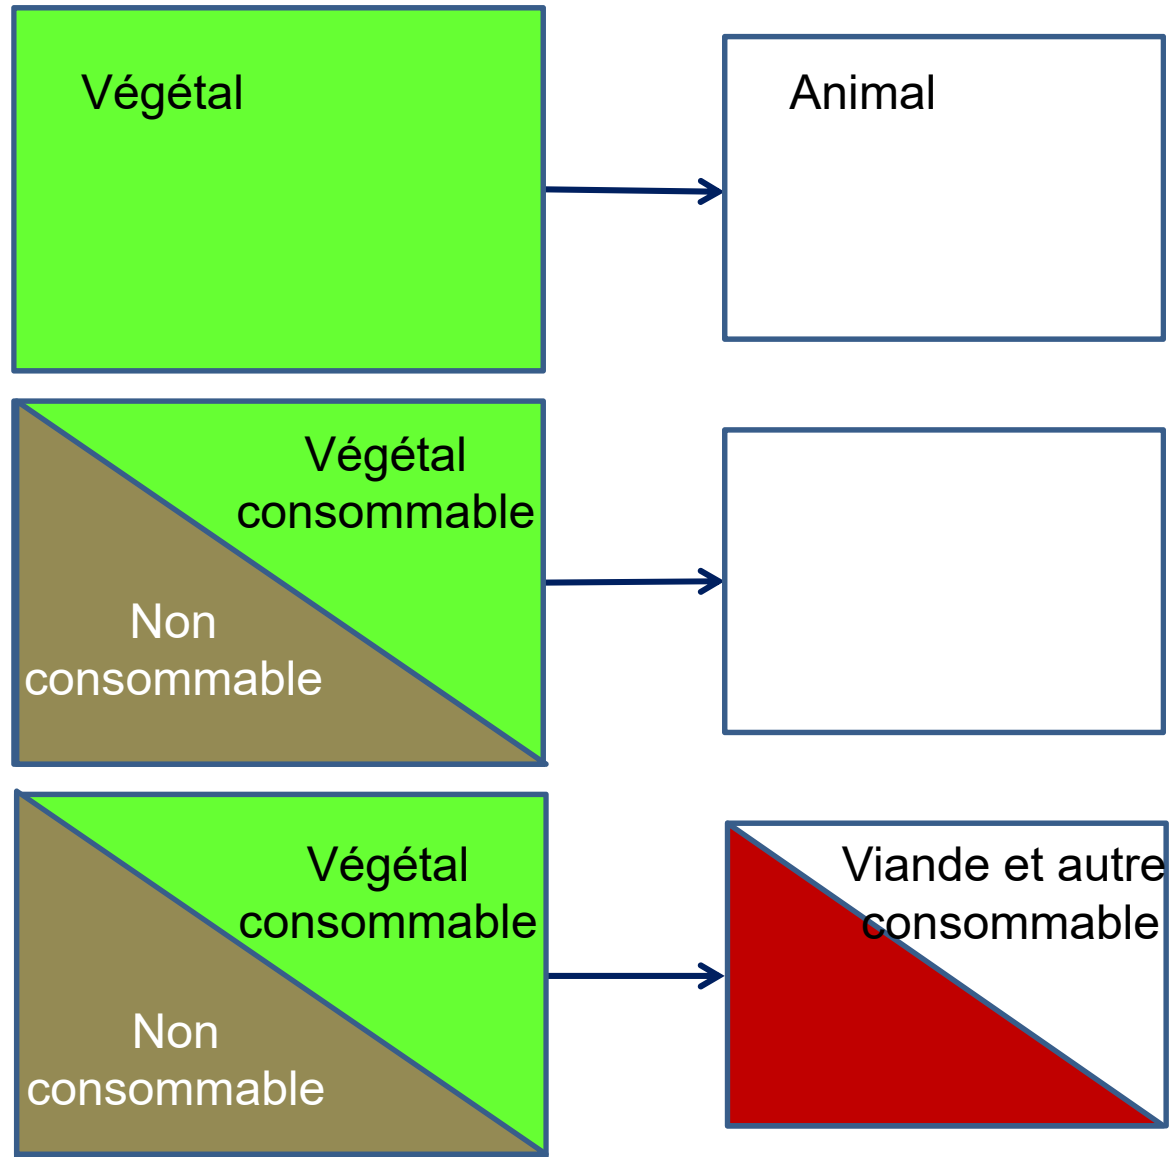 Végétal
Animal
Végétal
consommable
Non
consommable
Végétal
consommable
Non
consommable
Viande et autre
consommable